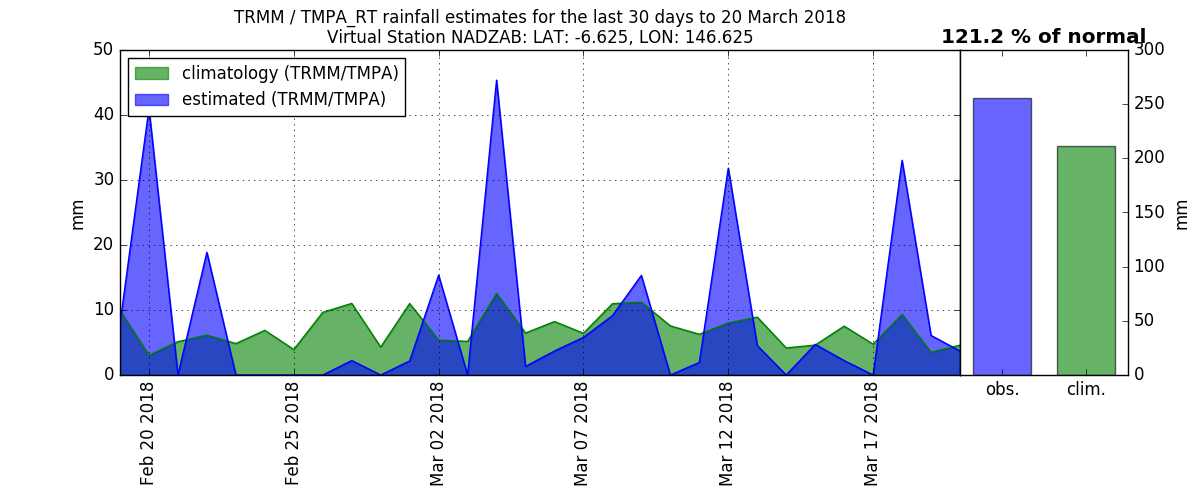 TRMM / TMPA_RT rainfall estimates for the last 30 days to 20 March 2018
Virtual Station NADZAB: LAT: -6.625, LON: 146.625
121.2 % of normal
climatology (TRMM/TMPA)
estimated (TRMM/TMPA)
mm
50
40
30
20
10
0
Feb 20 2018
Feb 25 2018
Mar 02 2018
Mar 07 2018
Mar 12 2018
Mar 17 2018
obs.
clim.
300
250
200
150
100
50
0
mm